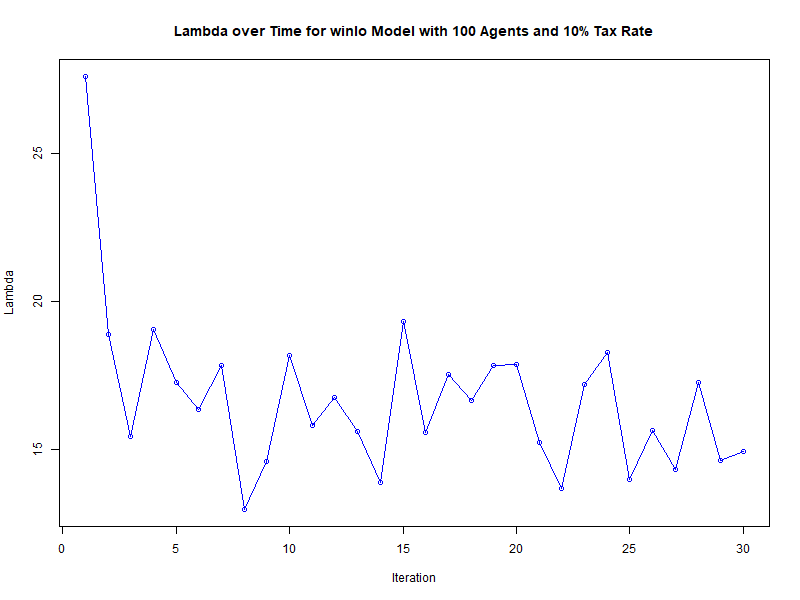 Lambda over Time for winlo Model with 100 Agents and 10% Tax Rate
25
20
15
Lambda
0 5 10 15 20 25 30
Iteration